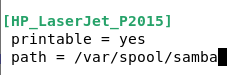 [HP_LaserJet_P2015]
printable = yes
path = /var/spool/samba